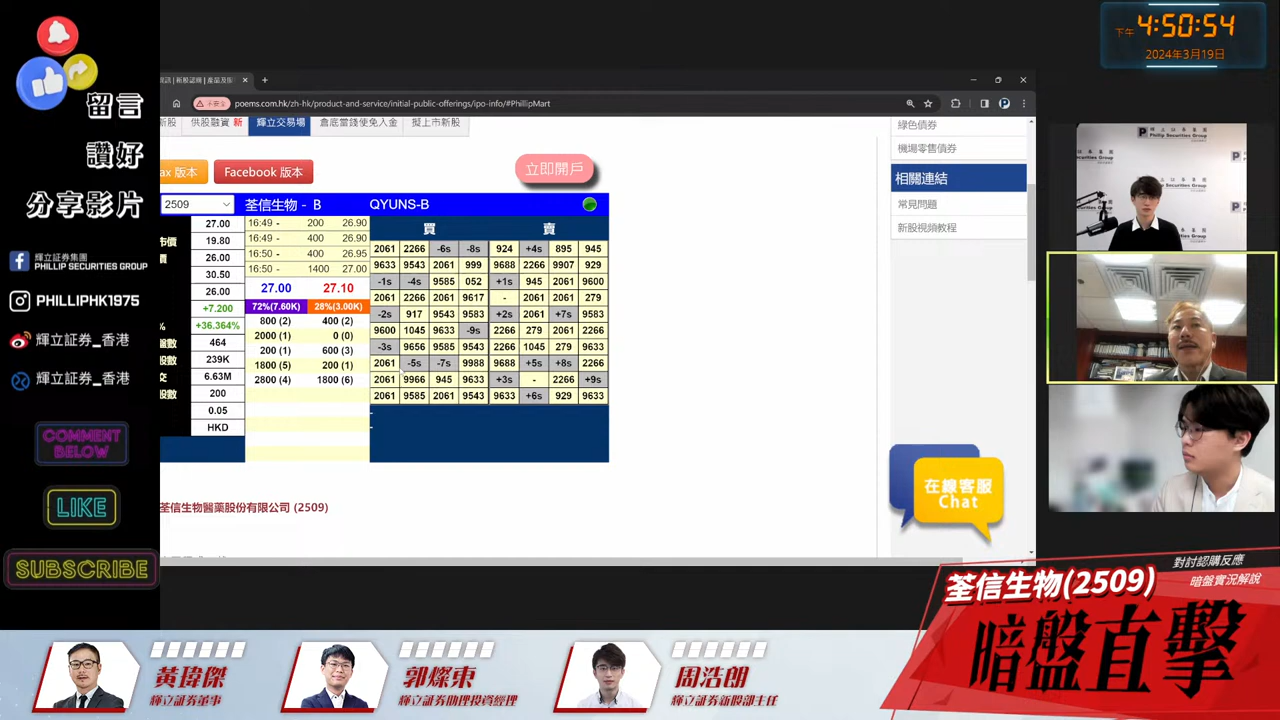 下午 4:50:54
2024年3月19日
留言
讚好
分享影片
輝立証券集團
PHILLIP SECURITIES GROUP
PHILLIPHK1975
輝立証券_香港
輝立証券_香港
COMMENT
BELOW
LIKE
SUBSCRIBE
poems.com.hk/zh-hk/product-and-service/initial-public-offerings/ipo-info/#PhillipMart
新股 供股融資 新 輝立交易場 倉底當錢使免入金 擬上市新股
ax 版本 Facebook 版本 立即開戶
2509 荃信生物 - B QYUNS-B
27.00
市價 19.80
26.00
30.50
26.00
+7.200
% +36.364%
盤數 464
股數 239K
交 6.63M
股數 200
0.05
HKD
16:49 - 200 26.90
16:49 - 400 26.90
16:50 - 400 26.95
16:50 - 1400 27.00
27.00 27.10
72%(7.60K) 28%(3.00K)
800 (2) 400 (2)
2000 (1) 0 (0)
200 (1) 600 (3)
1800 (5) 200 (1)
2800 (4) 1800 (6)
買 賣
2061 2266 -6s -8s 924 +4s 895 945
9633 9543 2061 999 9688 2266 9907 929
-1s -4s 9585 052 +1s 945 2061 9600
2061 2266 2061 9617 - 2061 2061 279
-2s 917 9543 9583 +2s 2061 +7s 9583
9600 1045 9633 -9s 2266 279 2061 2266
-3s 9656 9585 9543 2266 1045 279 9633
2061 -5s -7s 9988 9688 +5s +8s 2266
2061 9966 945 9633 +3s - 2266 +9s
2061 9585 2061 9543 9633 +6s 929 9633
荃信生物醫藥股份有限公司 (2509)
綠色債券
機場零售債券
相關連結
常見問題
新股視頻教程
在線客服
Chat
荃信生物(2509)
對討認購反應
暗盤實況解說
暗盤直擊
黃瑋傑
輝立証券董事
郭燦東
輝立証券助理投資經理
周浩朗
輝立証券新股部主任